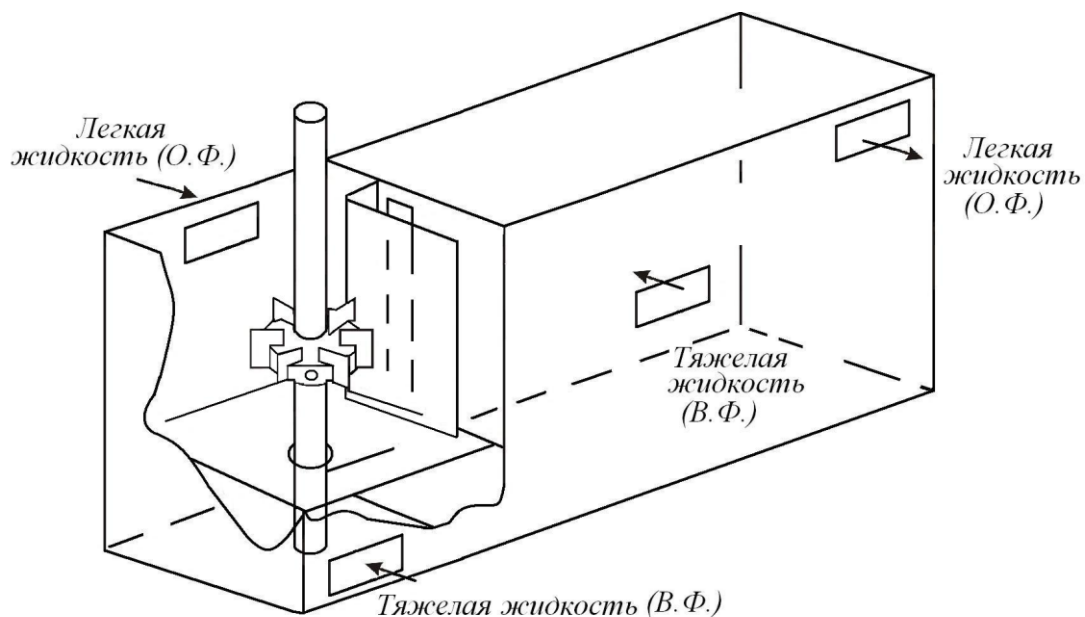 Легкая
жидкость (О.Ф.)
Легкая
жидкость
(О.Ф.)
Тяжелая
жидкость
(В.Ф.)
Тяжелая жидкость (В.Ф.)